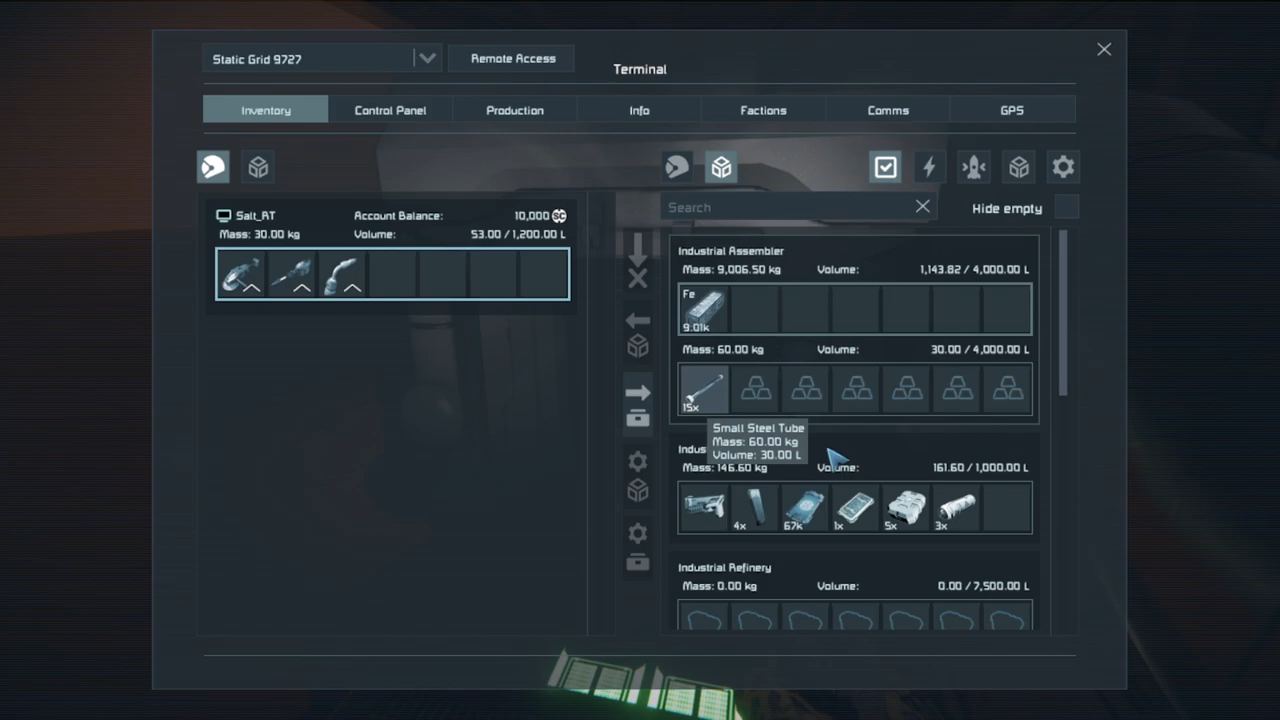 Static Grid 9727
Remote Access
Terminal
Inventory
Control Panel
Production
Info
Factions
Comms
GPS
Salt_RT
Account Balance:
10,000 SC
Mass: 30.00 kg
Volume:
53.00 / 1,200.00 L
Search
Hide empty
Industrial Assembler
Mass: 9,006.50 kg
Volume:
1,143.82 / 4,000.00 L
Fe
9.01k
Mass: 60.00 kg
Volume:
30.00 / 4,000.00 L
15x
Small Steel Tube
Mass: 60.00 kg
Volume: 30.00 L
Indus
Mass: 146.60 kg
Volume:
161.60 / 1,000.00 L
4x
67k
1x
5x
3x
Industrial Refinery
Mass: 0.00 kg
Volume:
0.00 / 7,500.00 L